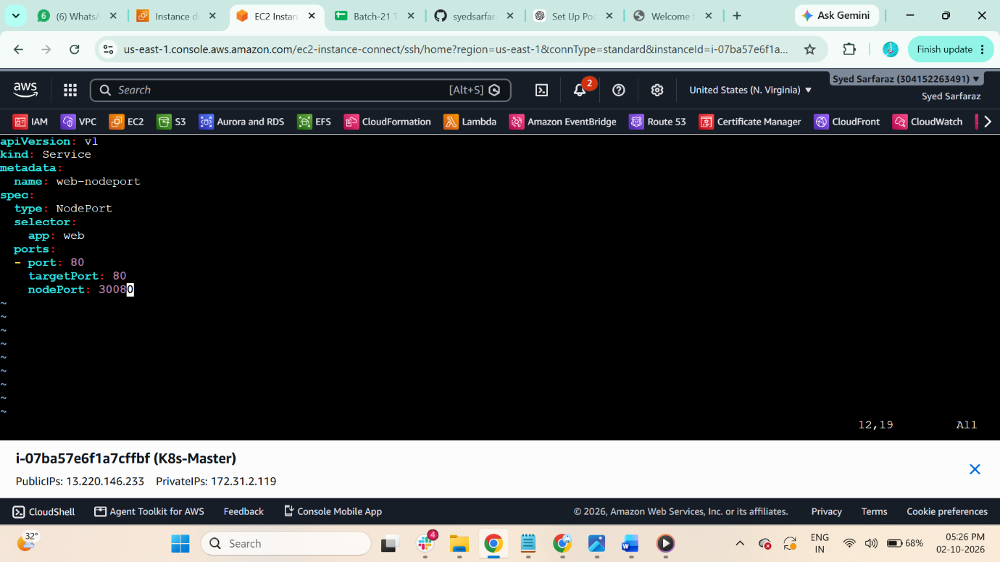 (6) WhatsA
Instance d
EC2 Instan
Batch-21 T
syedsarfara
Set Up Poc
Welcome t
Ask Gemini
us-east-1.console.aws.amazon.com/ec2-instance-connect/ssh/home?region=us-east-1&connType=standard&instanceId=i-07ba57e6f1a...
Finish update
aws
Search
[Alt+S]
2
United States (N. Virginia)
Syed Sarfaraz (304152263491)
Syed Sarfaraz
IAM VPC EC2 S3 Aurora and RDS EFS CloudFormation Lambda Amazon EventBridge Route 53 Certificate Manager CloudFront CloudWatch
apiVersion: v1
kind: Service
metadata:
  name: web-nodeport
spec:
  type: NodePort
  selector:
    app: web
  ports:
  - port: 80
    targetPort: 80
    nodePort: 30080
~
~
~
~
~
~
~
~
~
12,19 All
i-07ba57e6f1a7cffbf (K8s-Master)
PublicIPs: 13.220.146.233 PrivateIPs: 172.31.2.119
CloudShell Agent Toolkit for AWS Feedback Console Mobile App © 2026, Amazon Web Services, Inc. or its affiliates. Privacy Terms Cookie preferences
32°
Search
4
ENG
IN
68%
05:26 PM
02-10-2026